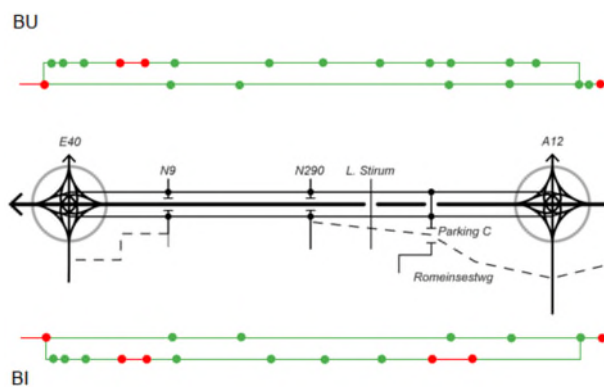 BU
E40
A12
N9
N290
L. Stirum
Parking C
Romeinsestwg
BI